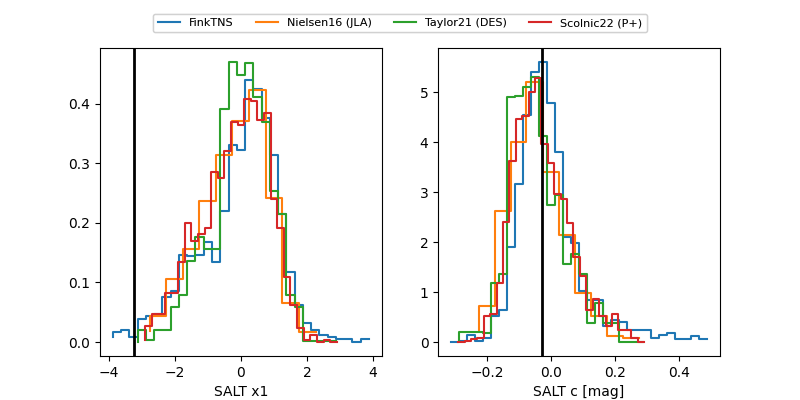 FinkTNS Nielsen16 (JLA) Taylor21 (DES) Scolnic22 (P+)
0.4
0.3
0.2
0.1
0.0
−4 −2 0 2 4
SALT x1
5
4
3
2
1
0
−0.2 0.0 0.2 0.4
SALT c [mag]